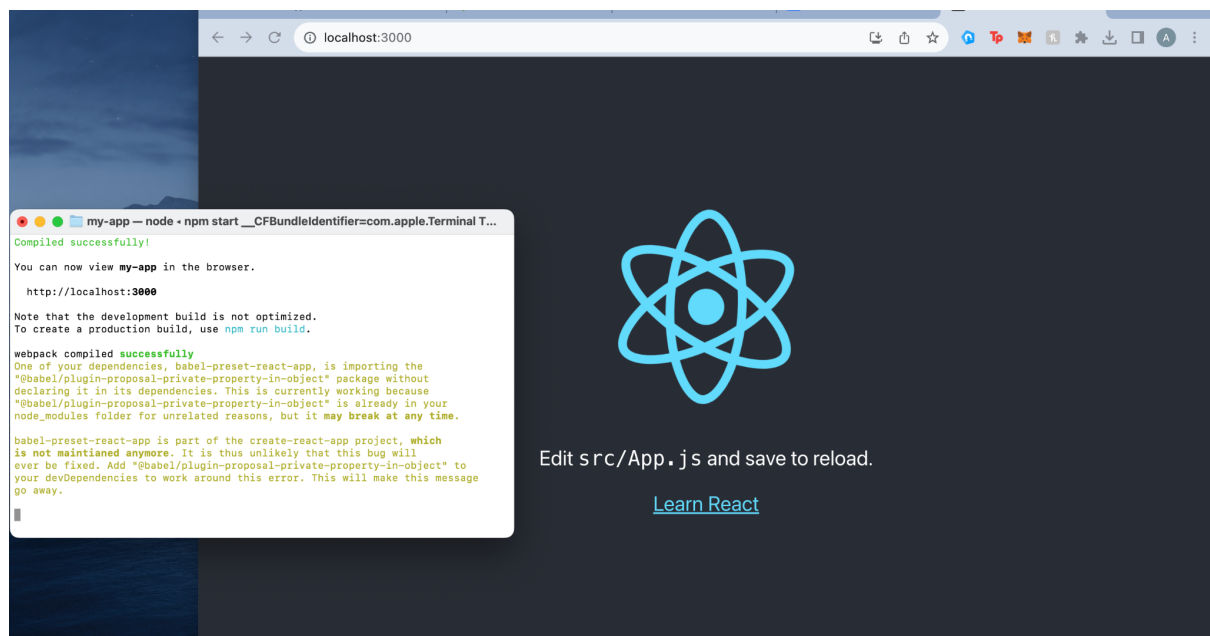 localhost:3000
Tp
A
my-app — node ◂ npm start __CFBundleIdentifier=com.apple.Terminal T...
Compiled successfully!
You can now view my-app in the browser.
http://localhost:3000
Note that the development build is not optimized.
To create a production build, use npm run build.
webpack compiled successfully
One of your dependencies, babel-preset-react-app, is importing the
"@babel/plugin-proposal-private-property-in-object" package without
declaring it in its dependencies. This is currently working because
"@babel/plugin-proposal-private-property-in-object" is already in your
node_modules folder for unrelated reasons, but it may break at any time.
babel-preset-react-app is part of the create-react-app project, which
is not maintianed anymore. It is thus unlikely that this bug will
ever be fixed. Add "@babel/plugin-proposal-private-property-in-object" to
your devDependencies to work around this error. This will make this message
go away.
Edit src/App.js and save to reload.
Learn React